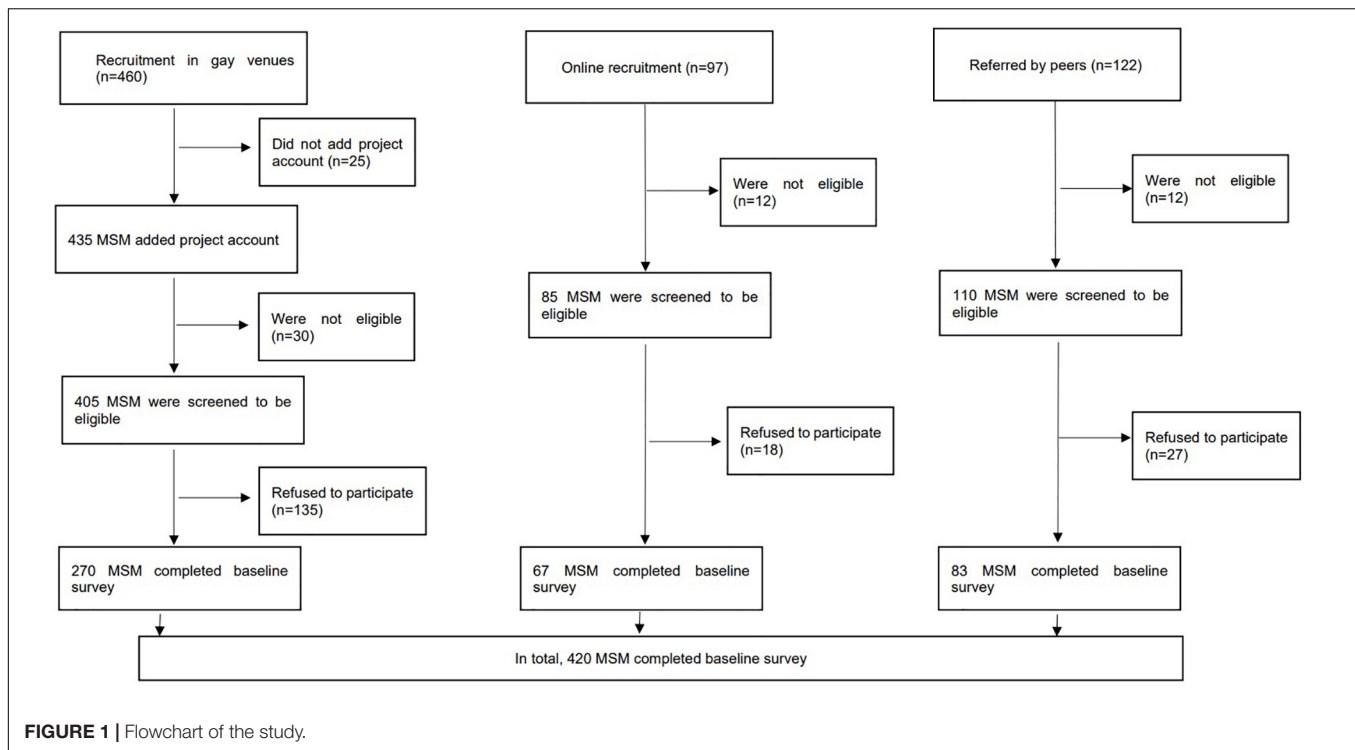 Recruitment in gay venues
(n=460)
Did not add project
account (n=25)
435 MSM added project account
Were not eligible
(n=30)
405 MSM were screened to be
eligible
Refused to participate
(n=135)
270 MSM completed baseline
survey
Online recruitment (n=97)
Were not eligible
(n=12)
85 MSM were screened to be
eligible
Refused to participate
(n=18)
67 MSM completed baseline
survey
Referred by peers (n=122)
Were not eligible
(n=12)
110 MSM were screened to be
eligible
Refused to participate
(n=27)
83 MSM completed baseline
survey
In total, 420 MSM completed baseline survey
FIGURE 1 | Flowchart of the study.